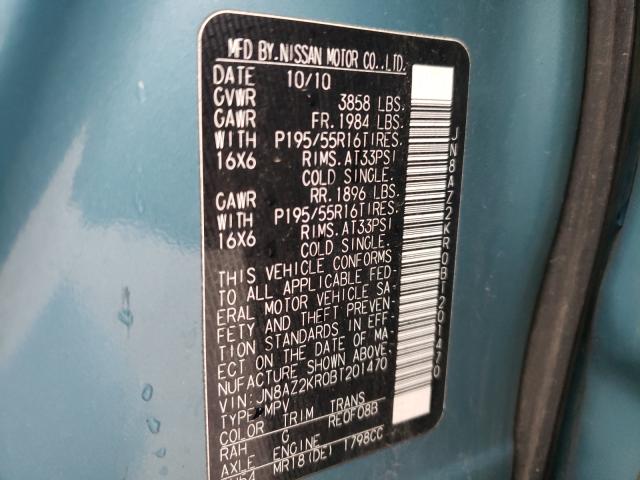 MFD BY.NISSAN MOTOR CO.,LTD.
DATE 10/10
GVWR 3858 LBS.
GAWR FR. 1984 LBS.
WITH P195/55R16TIRES.
16X6 RIMS.AT33PSI
COLD SINGLE.
GAWR RR. 1896 LBS.
WITH P195/55R16TIRES.
16X6 RIMS.AT33PSI
COLD SINGLE.
THIS VEHICLE CONFORMS
TO ALL APPLICABLE FED-
ERAL MOTOR VEHICLE SA-
FETY AND THEFT PREVEN-
TION STANDARDS IN EFF-
ECT ON THE DATE OF MA-
NUFACTURE SHOWN ABOVE.
VIN:JN8AZ2KR0BT201470
TYPE:MPV
COLOR TRIM TRANS
RAH G RE0F08B
AXLE ENGINE
MR18(DE) 1798CC
JN8AZ2KR0BT201470